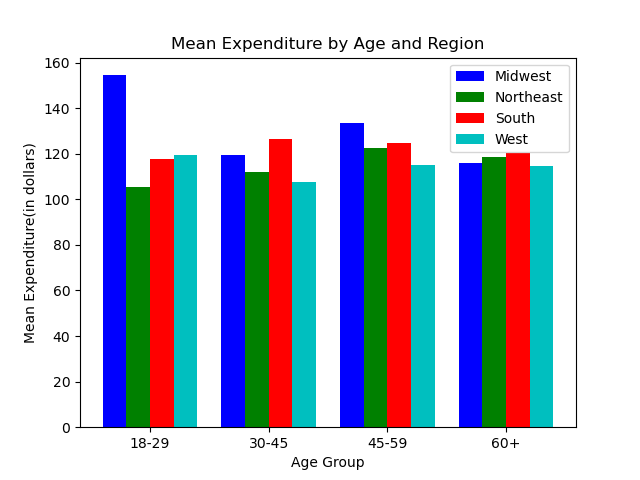 Mean Expenditure by Age and Region
Mean Expenditure(in dollars)
160
140
120
100
80
60
40
20
0
Midwest
Northeast
South
West
18-29
30-45
45-59
60+
Age Group